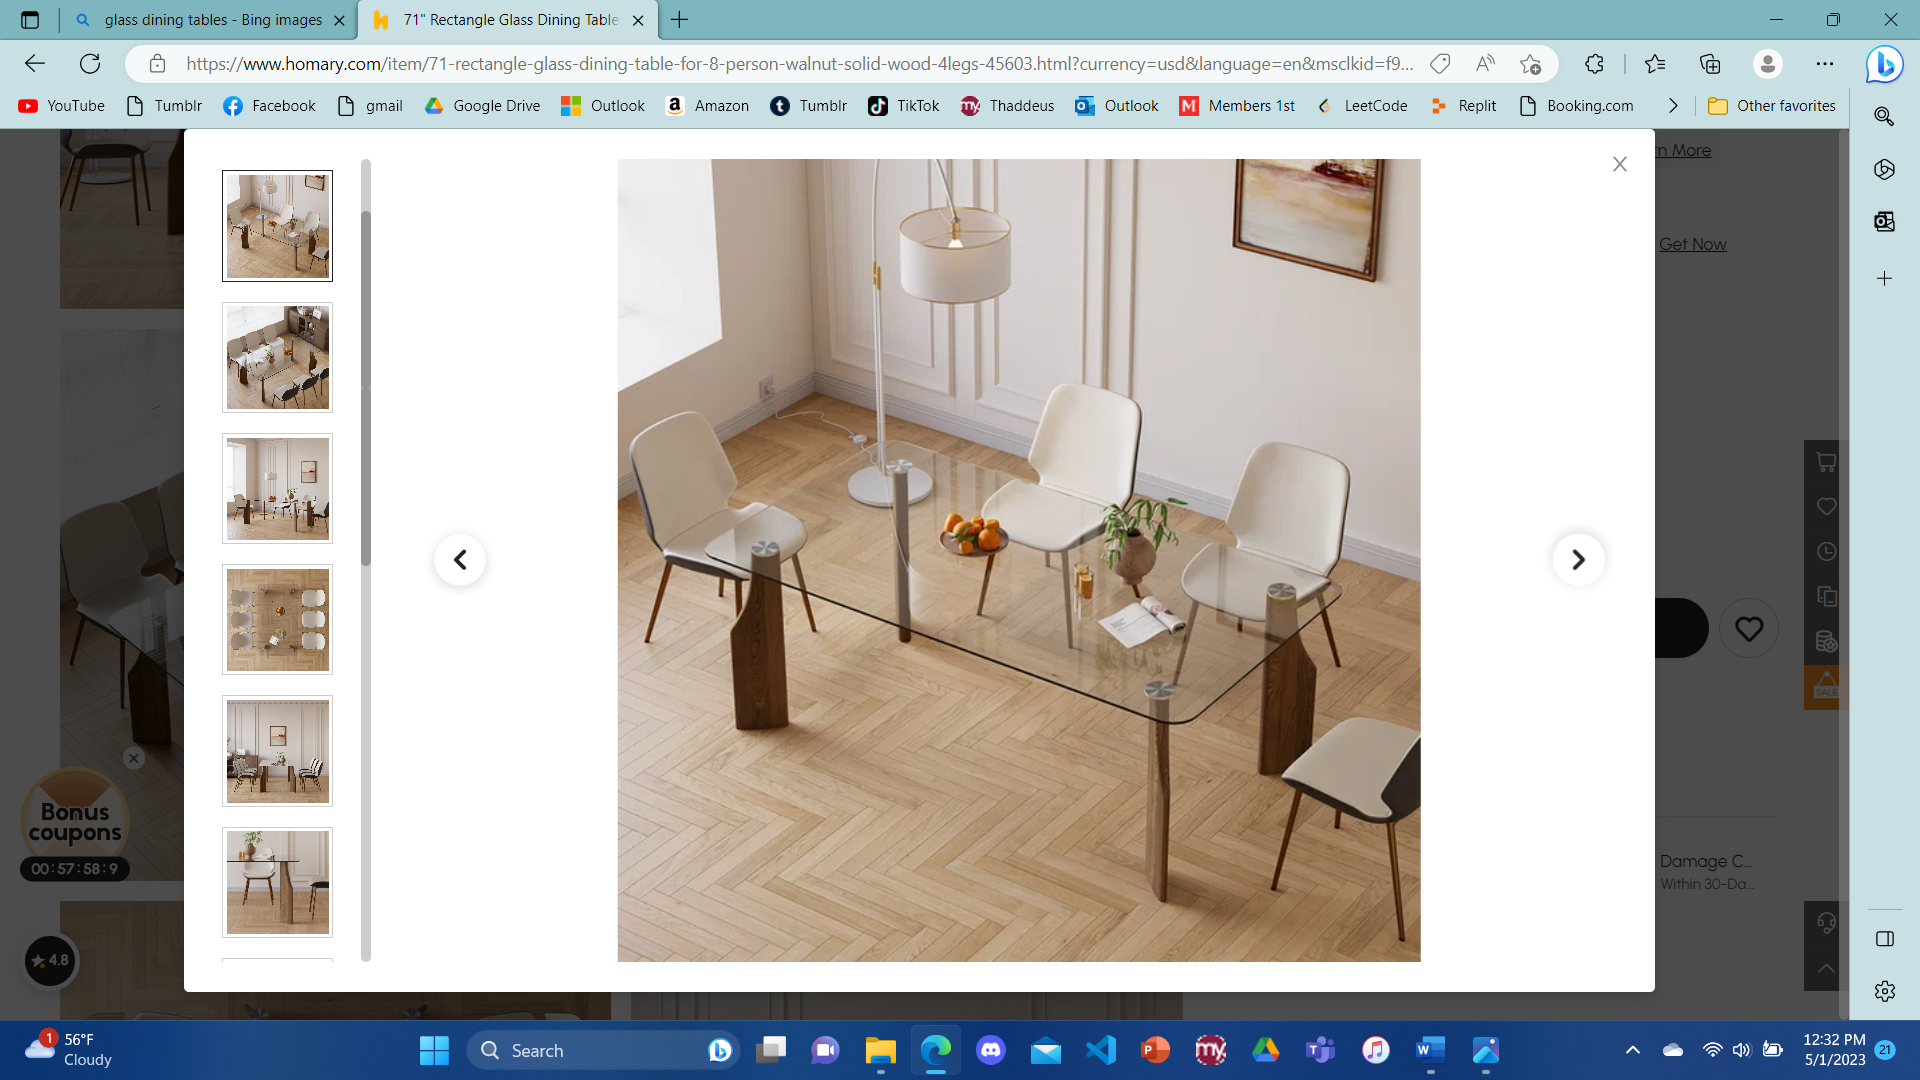 glass dining tables - Bing images
71" Rectangle Glass Dining Table
https://www.homary.com/item/71-rectangle-glass-dining-table-for-8-person-walnut-solid-wood-4legs-45603.html?currency=usd&language=en&msclkid=f9...
YouTube
Tumblr
Facebook
gmail
Google Drive
Outlook
Amazon
Tumblr
TikTok
Thaddeus
Outlook
Members 1st
LeetCode
Replit
Booking.com
Other favorites
rn More
Get Now
SALE
Bonus
coupons
00:57:58:9
Damage C...
Within 30-Da...
4.8
1
56°F
Cloudy
Search
my
12:32 PM
5/1/2023
21